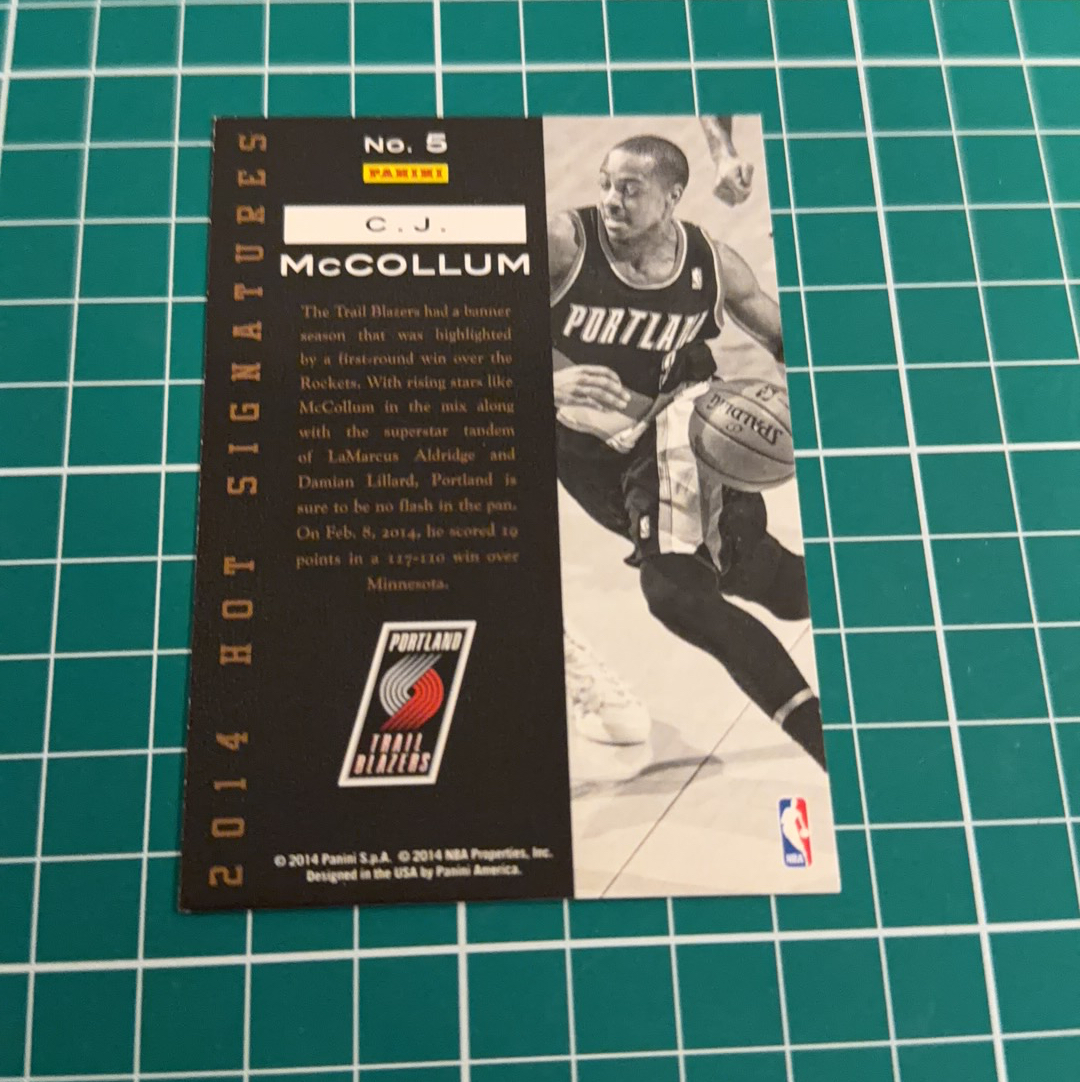 2014 HOT SIGNATURES
No. 5
PANINI
C.J.
McCOLLUM
The Trail Blazers had a banner
season that was highlighted
by a first-round win over the
Rockets. With rising stars like
McCollum in the mix along
with the superstar tandem
of LaMarcus Aldridge and
Damian Lillard, Portland is
sure to be no flash in the pan.
On Feb. 8, 2014, he scored 19
points in a 117-110 win over
Minnesota.
PORTLAND
TRAIL
BLAZERS
© 2014 Panini S.p.A. © 2014 NBA Properties, Inc.
Designed in the USA by Panini America.
PORTLAN
SPALDING
NBA